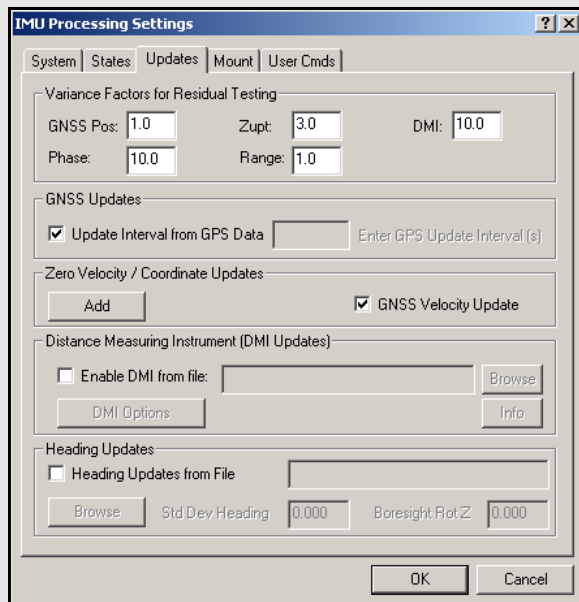 IMU Processing Settings
System States Updates Mount User Cmds
Variance Factors for Residual Testing
GNSS Pos: 1.0 Zupt: 3.0 DMI: 10.0
Phase: 10.0 Range: 1.0
GNSS Updates
Update Interval from GPS Data Enter GPS Update Interval (s)
Zero Velocity / Coordinate Updates
Add GNSS Velocity Update
Distance Measuring Instrument (DMI Updates)
Enable DMI from file: Browse
DMI Options Info
Heading Updates
Heading Updates from File
Browse Std Dev Heading 0.000 Boresight Rot Z 0.000
OK Cancel